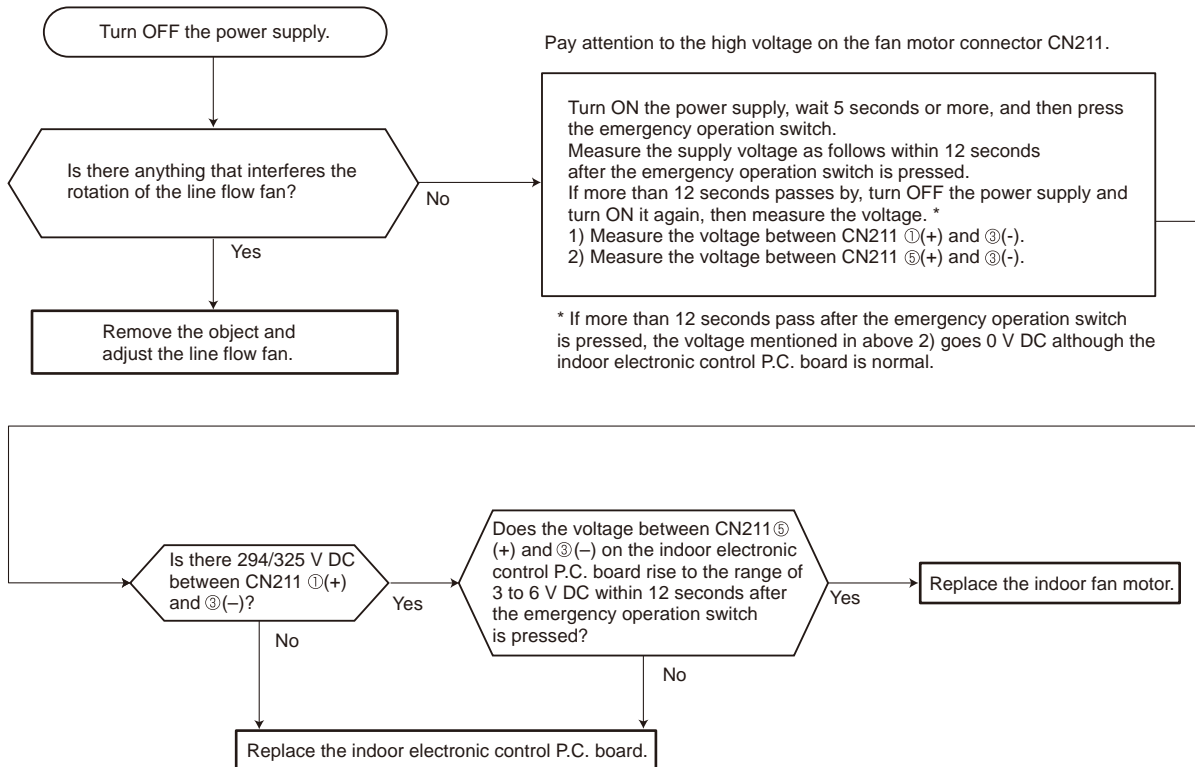 Turn OFF the power supply.
Is there anything that interferes the
rotation of the line flow fan?
No
Yes
Remove the object and
adjust the line flow fan.
Pay attention to the high voltage on the fan motor connector CN211.
Turn ON the power supply, wait 5 seconds or more, and then press
the emergency operation switch.
Measure the supply voltage as follows within 12 seconds
after the emergency operation switch is pressed.
If more than 12 seconds passes by, turn OFF the power supply and
turn ON it again, then measure the voltage. *
1) Measure the voltage between CN211 ①(+) and ③(-).
2) Measure the voltage between CN211 ⑤(+) and ③(-).
* If more than 12 seconds pass after the emergency operation switch
is pressed, the voltage mentioned in above 2) goes 0 V DC although the
indoor electronic control P.C. board is normal.
Is there 294/325 V DC
between CN211 ①(+)
and ③(–)?
Yes
No
Does the voltage between CN211⑤
(+) and ③(–) on the indoor electronic
control P.C. board rise to the range of
3 to 6 V DC within 12 seconds after
the emergency operation switch
is pressed?
Yes
No
Replace the indoor fan motor.
Replace the indoor electronic control P.C. board.